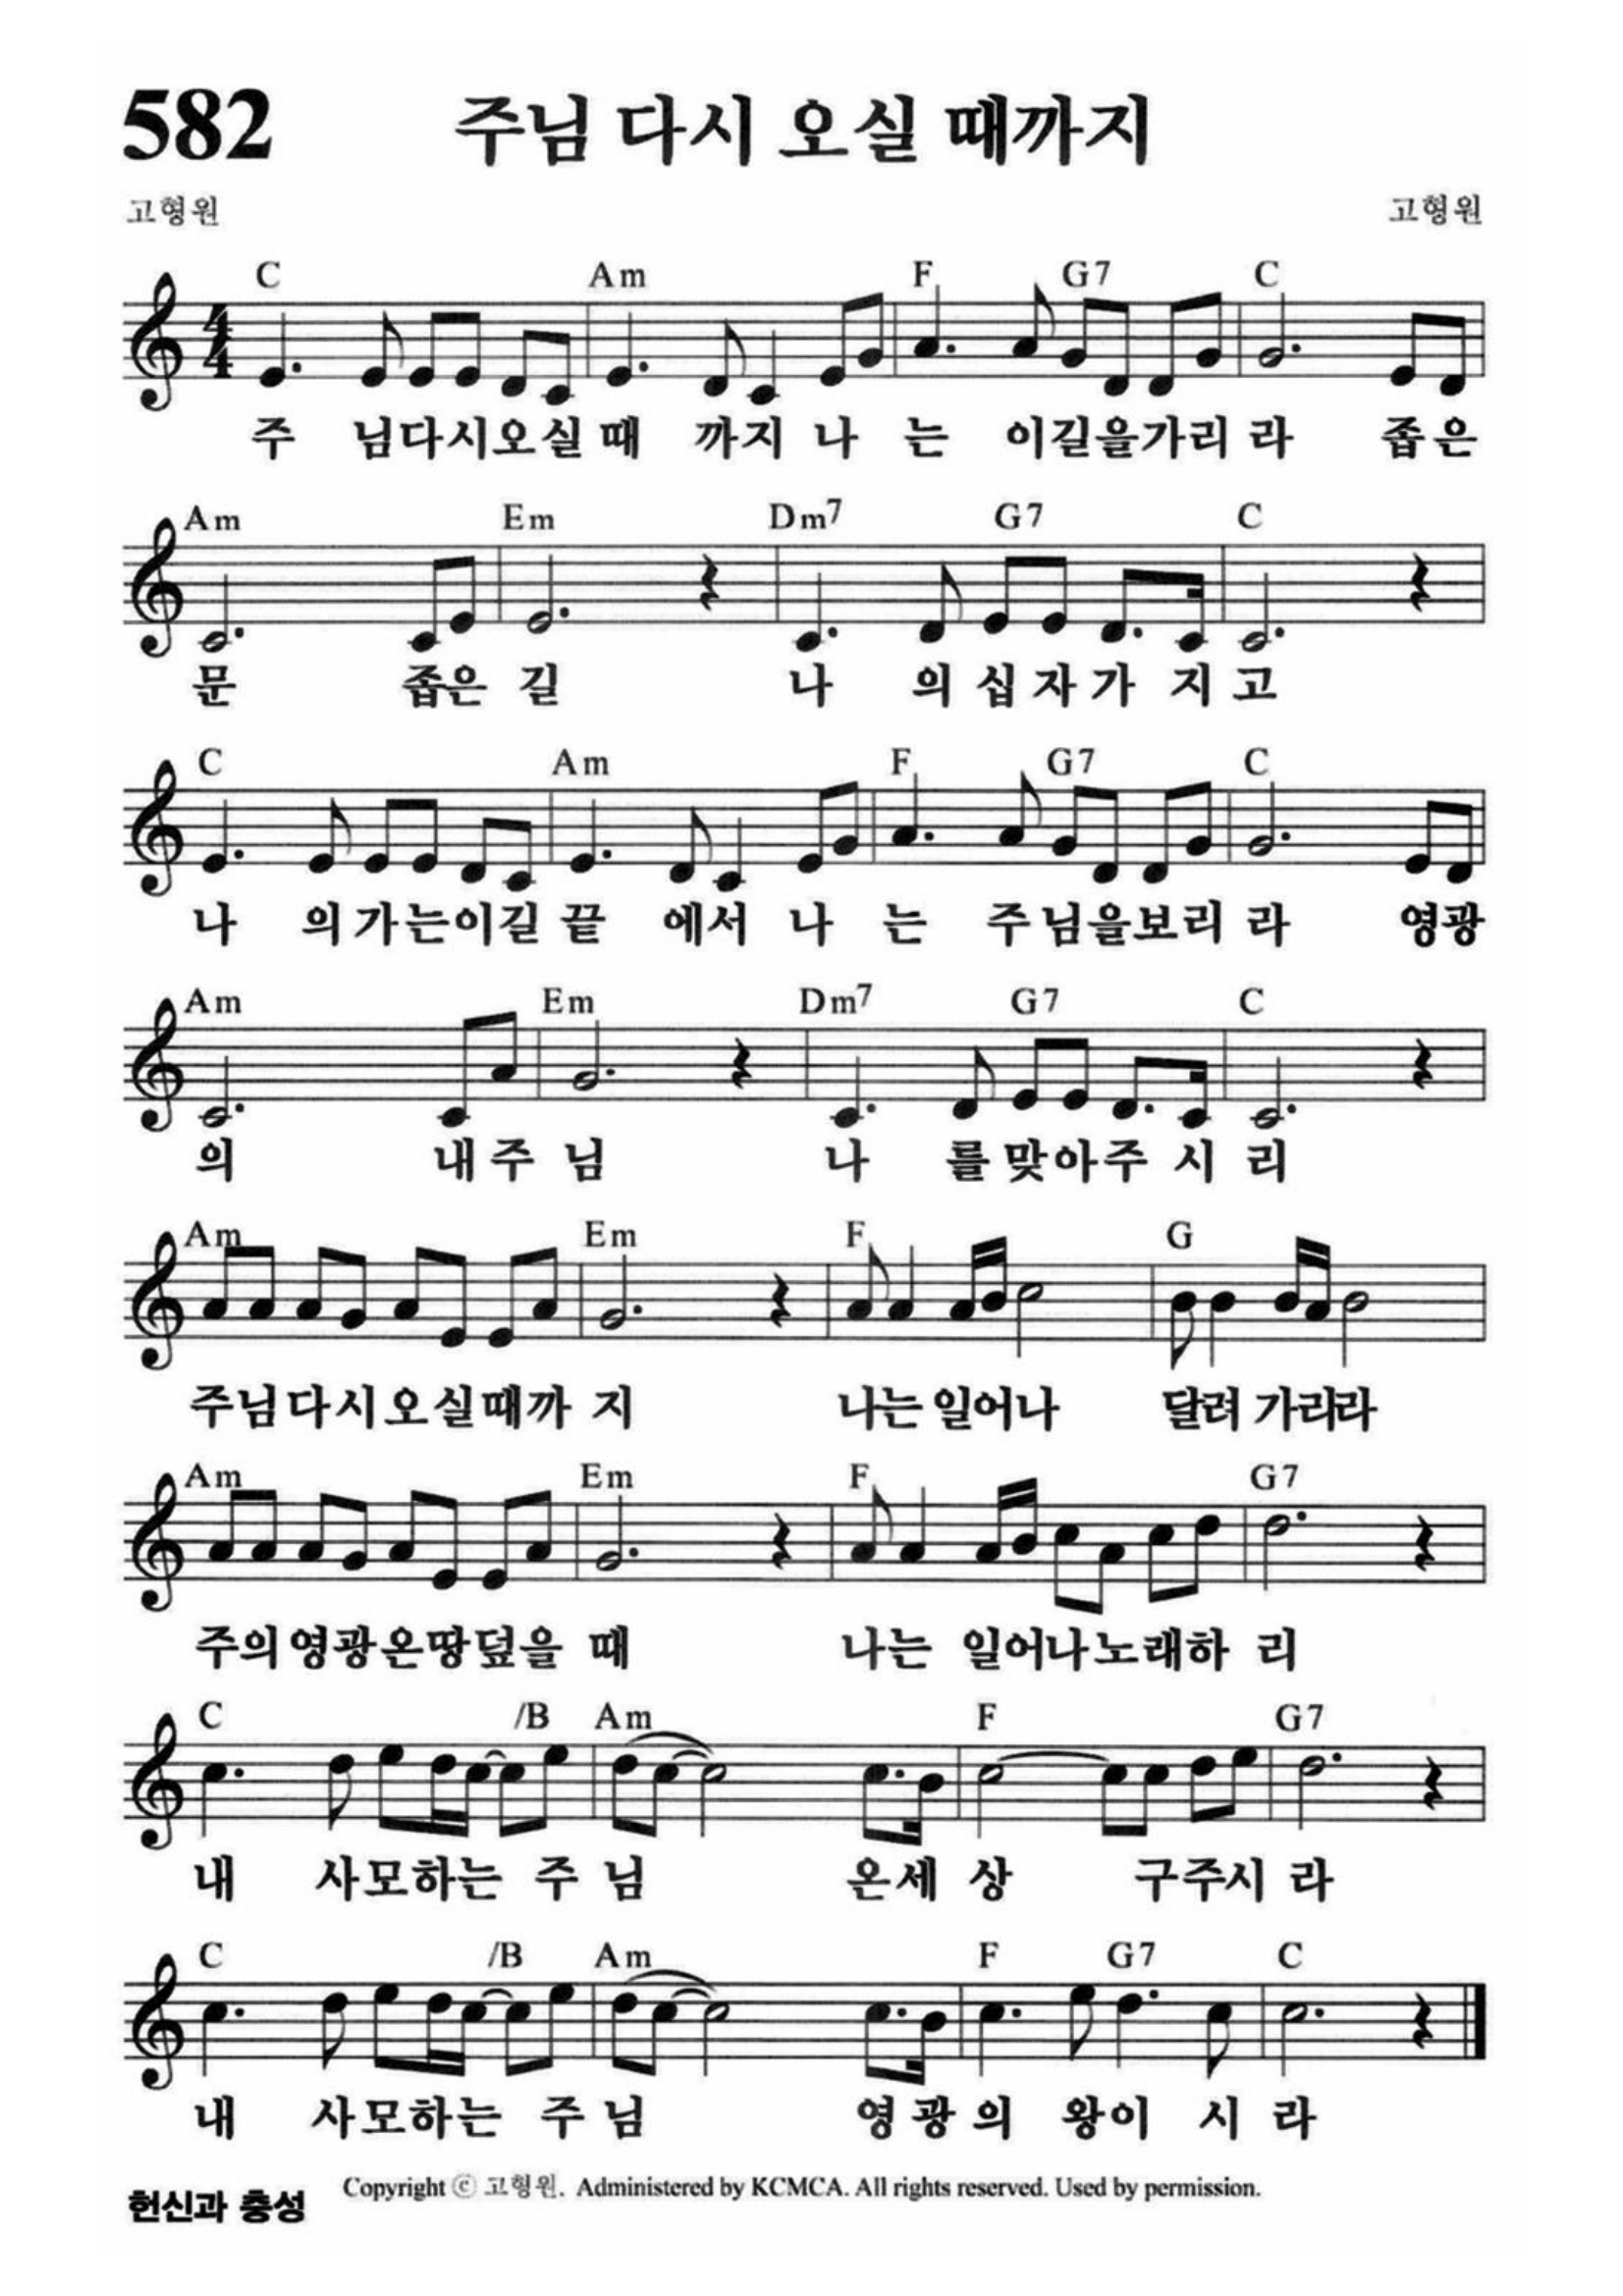 582 주님 다시 오실 때까지
고형원 고형원
C Am F G7 C
주 님다시오실때 까지 나 는 이길을가리 라 좁은
Am Em Dm7 G7 C
문 좁은 길 나 의 십 자 가 지 고
C Am F G7 C
나 의가는이길 끝 에서 나 는 주님을보리 라 영광
Am Em Dm7 G7 C
의 내주 님 나 를맞아주 시 리
Am Em F G
주님다시오실때까 지 나는 일어나 달려 가리라
Am Em F G7
주의영광온땅덮을 때 나는 일어나노래하 리
C /B Am F G7
내 사모하는 주 님 온세 상 구주시 라
C /B Am F G7 C
내 사모하는 주 님 영광의 왕이 시 라
헌신과 충성 Copyright ⓒ 고형원. Administered by KCMCA. All rights reserved. Used by permission.